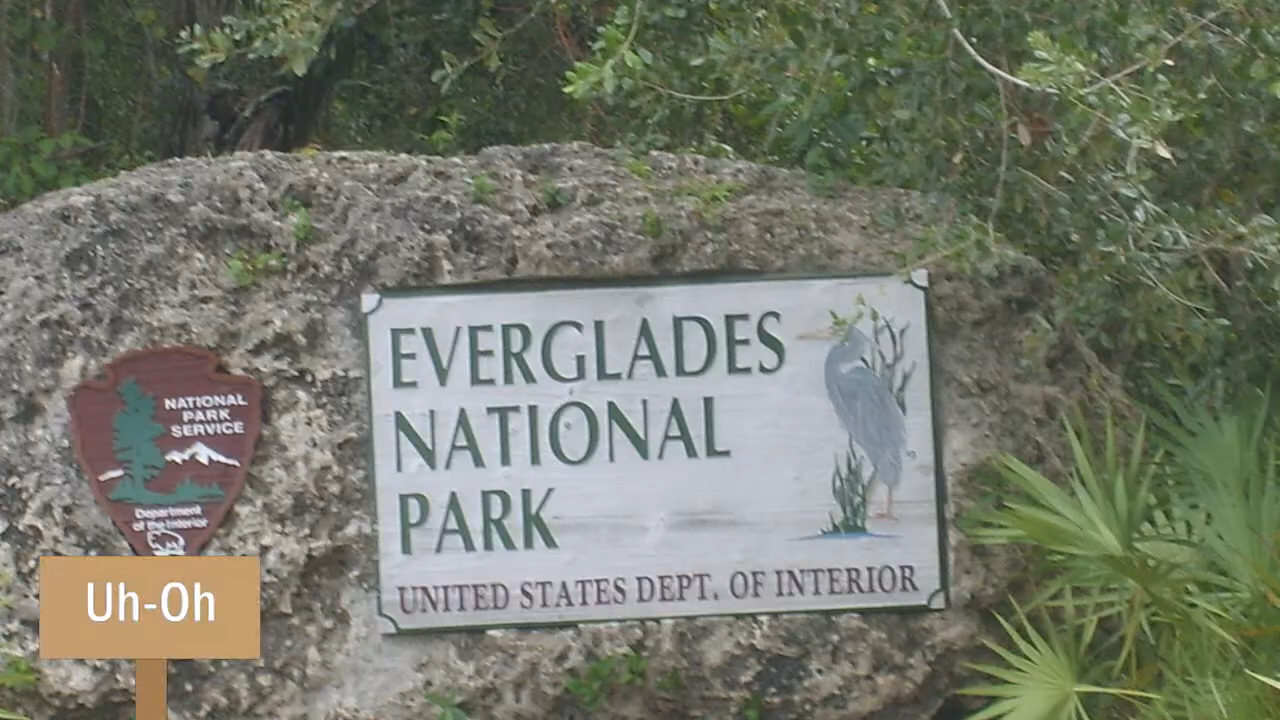 EVERGLADES
NATIONAL
PARK
UNITED STATES DEPT. OF INTERIOR
NATIONAL
PARK
SERVICE
Department
of the Interior
Uh-Oh